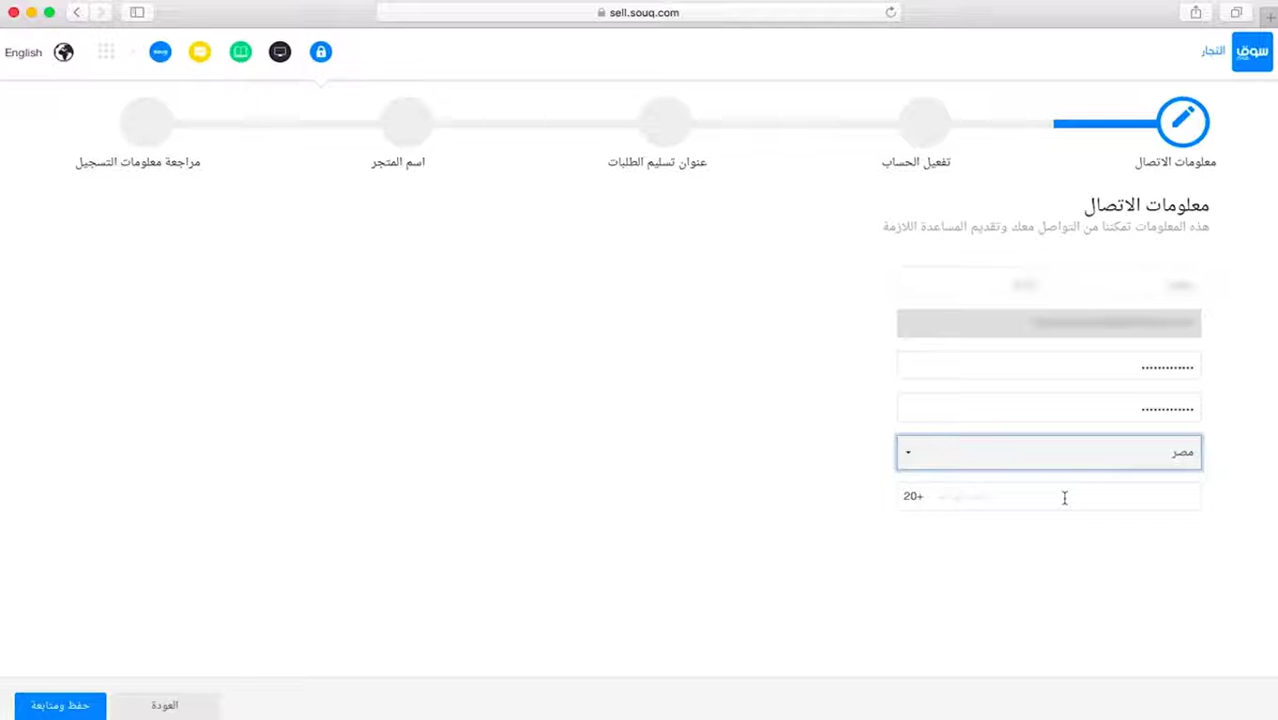 sell.souq.com
English
souq
التجار
سوق
معلومات الاتصال
تفعيل الحساب
عنوان تسليم الطلبات
اسم المتجر
مراجعة معلومات التسجيل
معلومات الاتصال
هذه المعلومات تمكننا من التواصل معك وتقديم المساعدة اللازمة
•••••••••••••
•••••••••••••
مصر
20+
العودة
حفظ ومتابعة